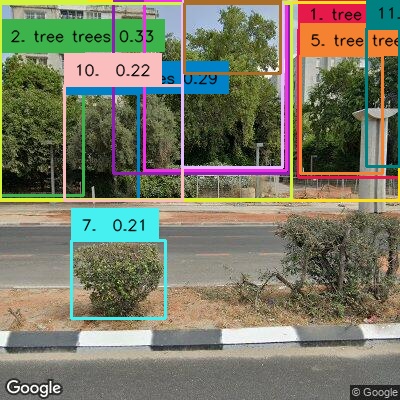 2. tree trees 0.33
1. tree
11.
5. tree tree
10. 0.22
es 0.29
7. 0.21
Google
© Google